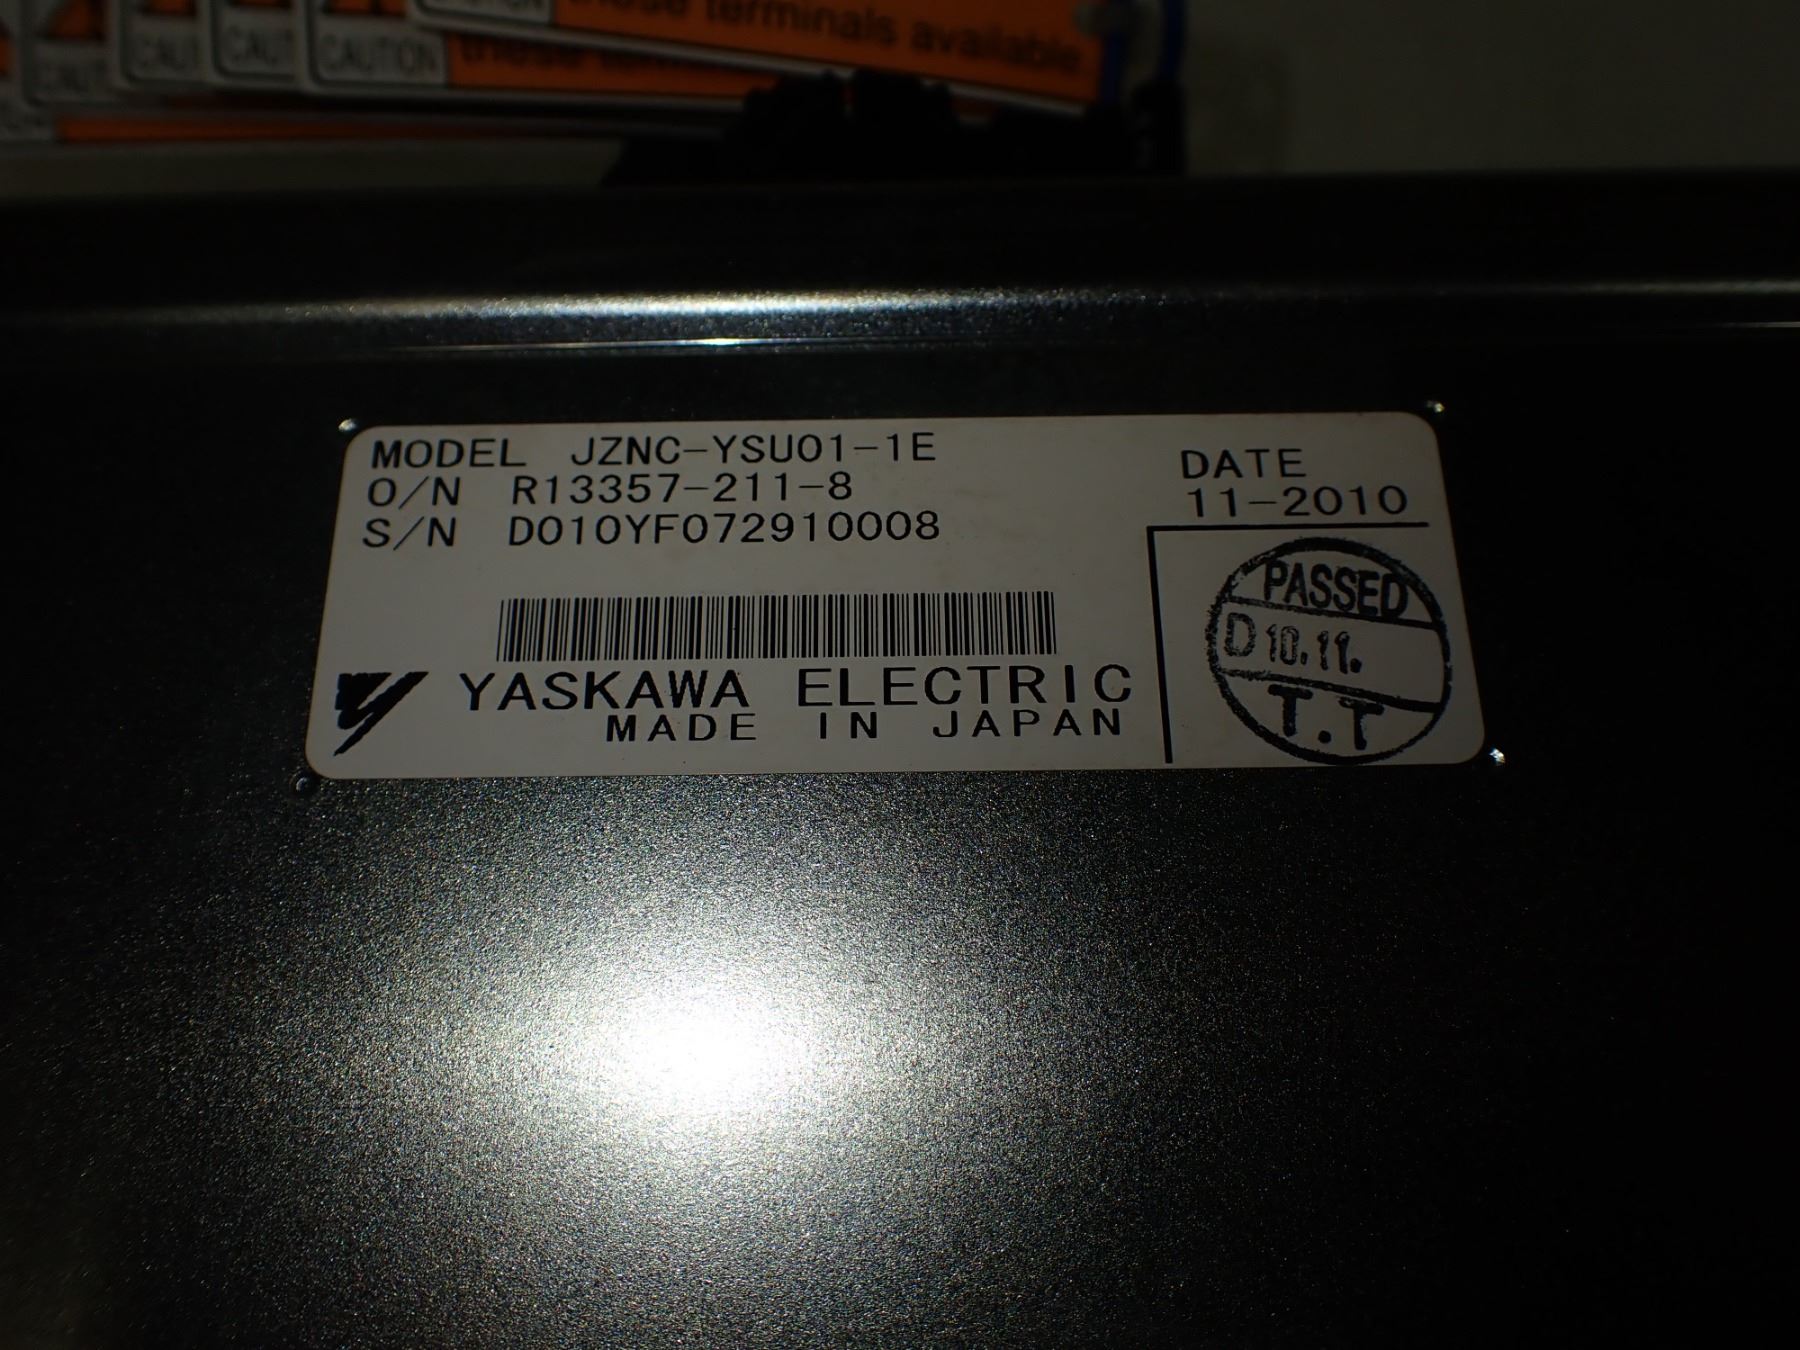 these terminals available
CAUTION
CAUTION
these
MODEL JZNC-YSU01-1E
O/N R13357-211-8
S/N D010YF072910008
DATE
11-2010
PASSED
D 10.11.
T.T
YASKAWA ELECTRIC
MADE IN JAPAN